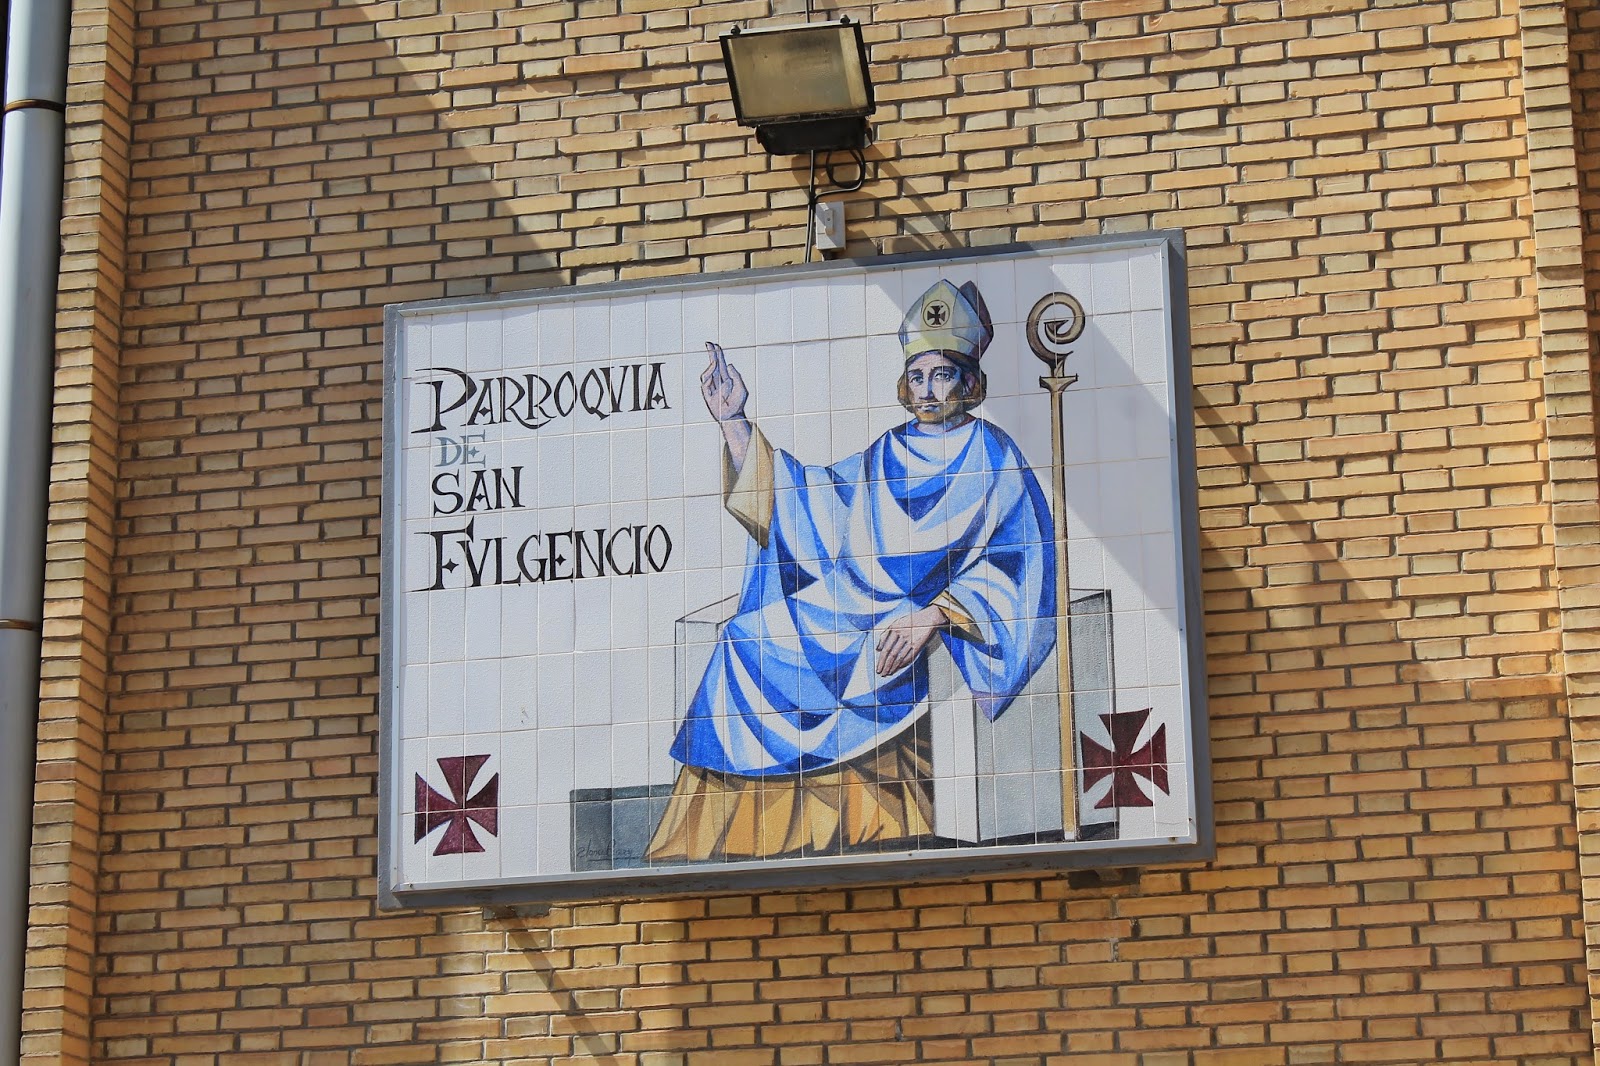 PARROQVIA
DE
SAN
FVLGENCIO